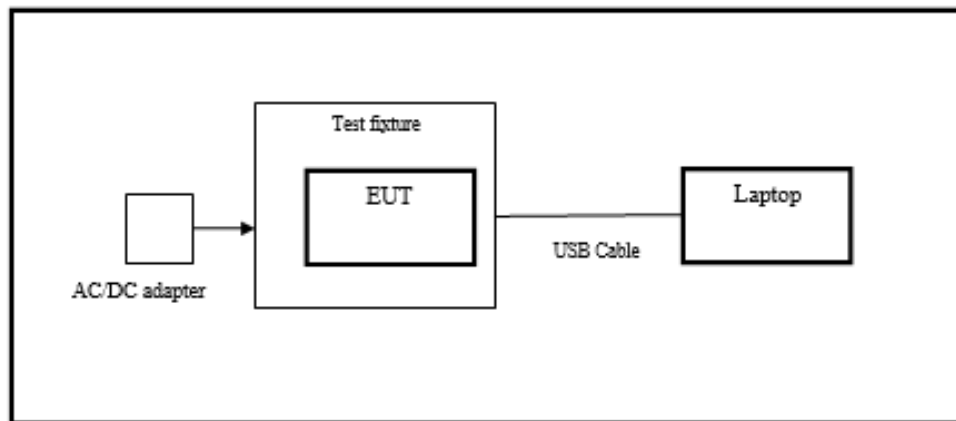 Test fixture
EUT
Laptop
USB Cable
AC/DC adapter